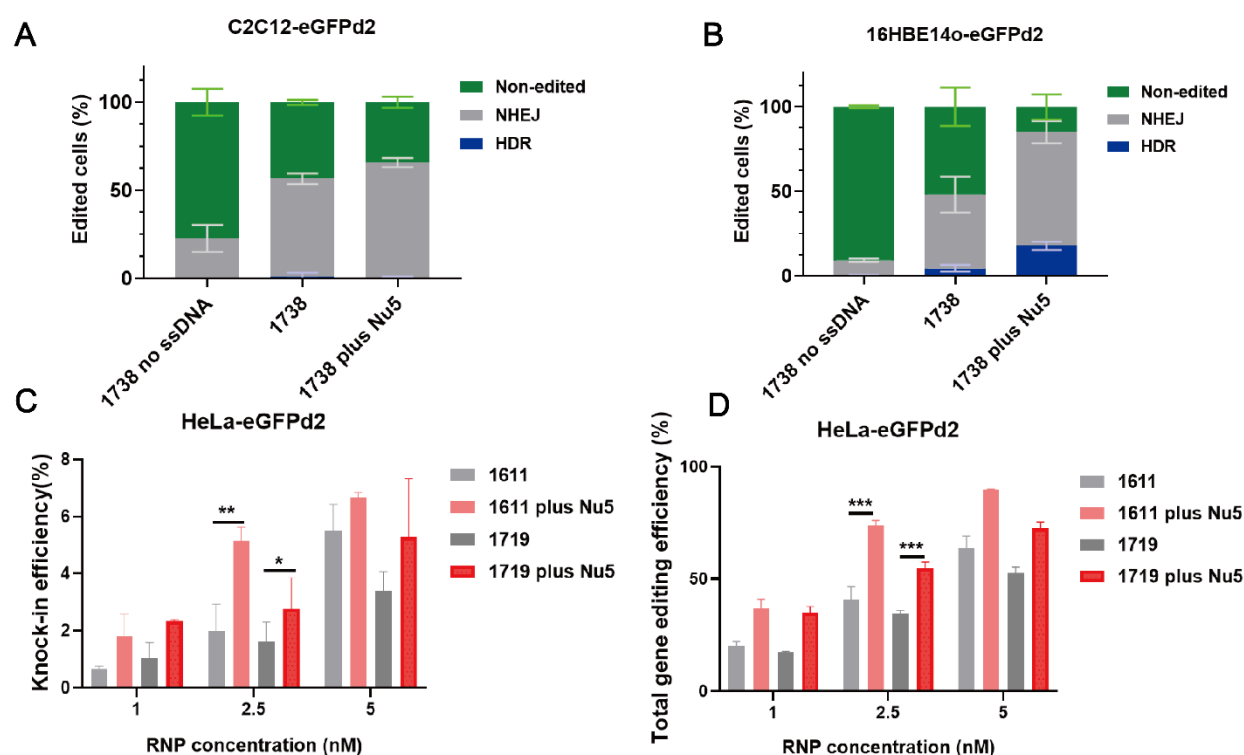 A
C2C12-eGFPd2
Edited cells (%)
100
50
0
Non-edited
NHEJ
HDR
1738 no ssDNA
1738
1738 plus Nu5
B
16HBE14o-eGFPd2
Edited cells (%)
100
50
0
Non-edited
NHEJ
HDR
1738 no ssDNA
1738
1738 plus Nu5
C
HeLa-eGFPd2
Knock-in efficiency(%)
8
6
4
2
0
**
*
1
2.5
5
RNP concentration (nM)
1611
1611 plus Nu5
1719
1719 plus Nu5
D
HeLa-eGFPd2
Total gene editing efficiency (%)
100
50
0
***
***
1
2.5
5
RNP concentration (nM)
1611
1611 plus Nu5
1719
1719 plus Nu5